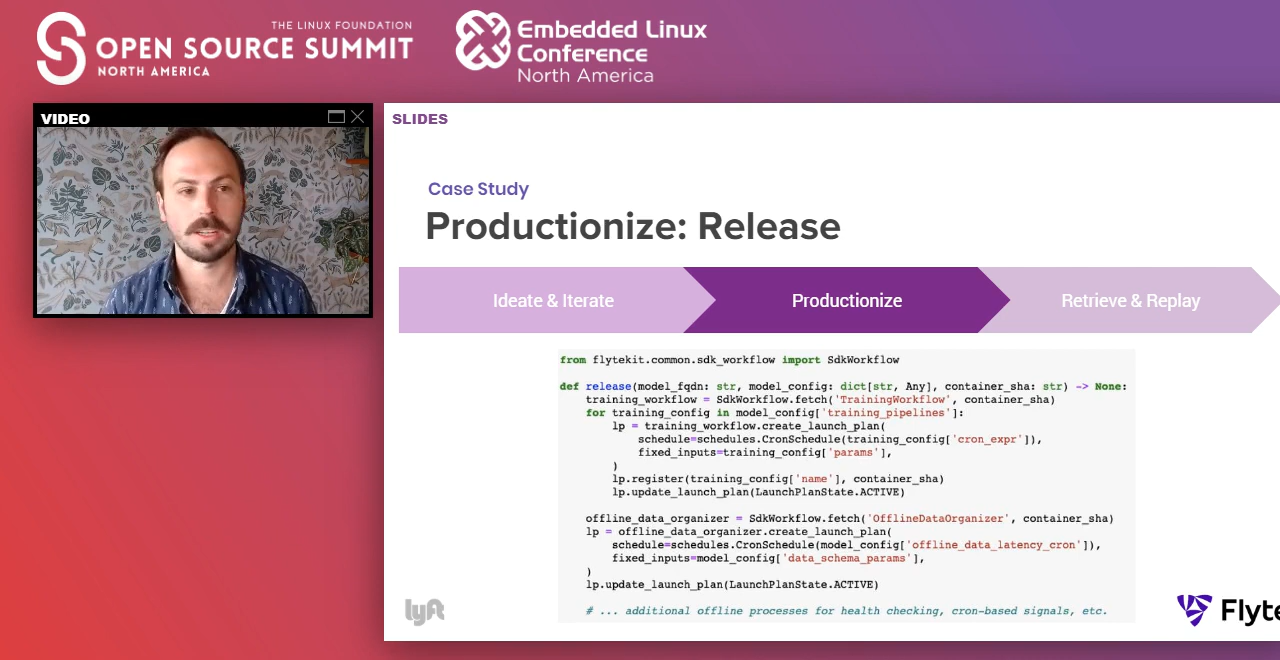 THE LINUX FOUNDATION
OPEN SOURCE SUMMIT
NORTH AMERICA
Embedded Linux
Conference
North America
VIDEO
SLIDES
Case Study
Productionize: Release
Ideate & Iterate
Productionize
Retrieve & Replay
from flytekit.common.sdk_workflow import SdkWorkflow
def release(model_fqdn: str, model_config: dict[str, Any], container_sha: str) -> None:
    training_workflow = SdkWorkflow.fetch('TrainingWorkflow', container_sha)
    for training_config in model_config['training_pipelines']:
        lp = training_workflow.create_launch_plan(
            schedule=schedules.CronSchedule(training_config['cron_expr']),
            fixed_inputs=training_config['params'],
        )
        lp.register(training_config['name'], container_sha)
        lp.update_launch_plan(LaunchPlanState.ACTIVE)
    offline_data_organizer = SdkWorkflow.fetch('OfflineDataOrganizer', container_sha)
    lp = offline_data_organizer.create_launch_plan(
        schedule=schedules.CronSchedule(model_config['offline_data_latency_cron']),
        fixed_inputs=model_config['data_schema_params'],
    )
    lp.update_launch_plan(LaunchPlanState.ACTIVE)
    # ... additional offline processes for health checking, cron-based signals, etc.
lyft
Flyte